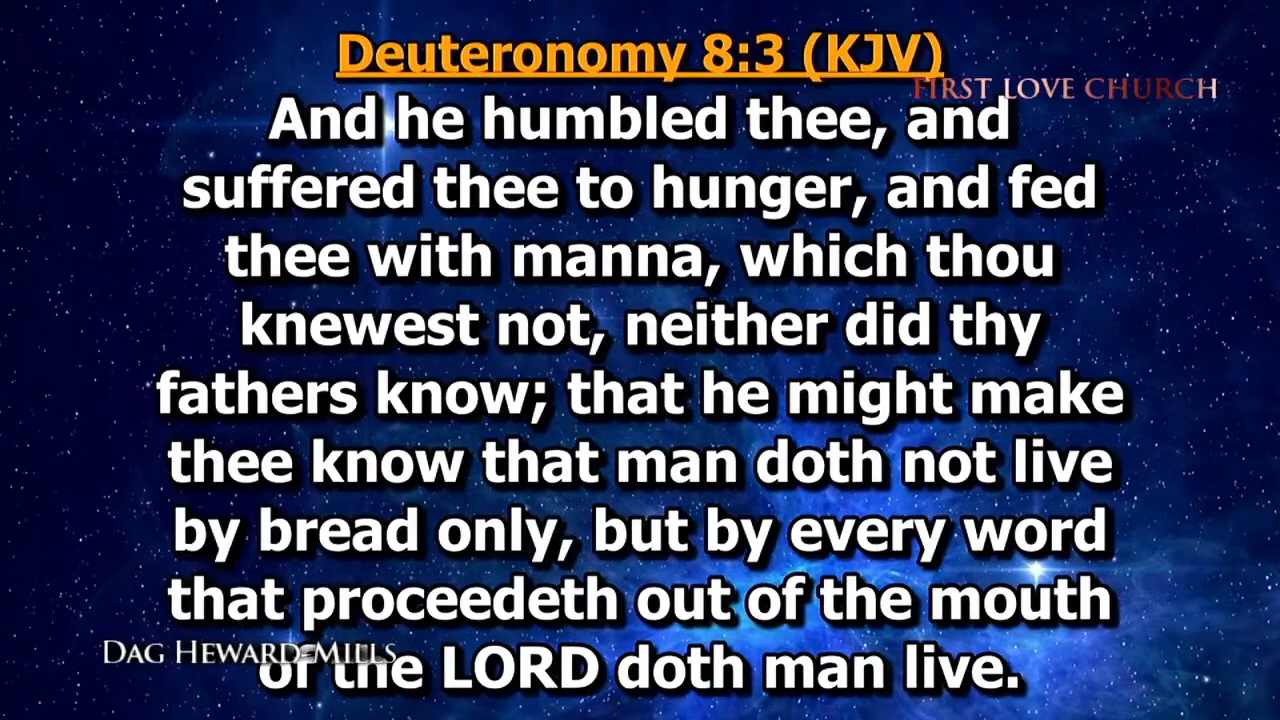 Deuteronomy 8:3 (KJV)
FIRST LOVE CHURCH
And he humbled thee, and
suffered thee to hunger, and fed
thee with manna, which thou
knewest not, neither did thy
fathers know; that he might make
thee know that man doth not live
by bread only, but by every word
that proceedeth out of the mouth
DAG HEWARD-MILLS
of the LORD doth man live.